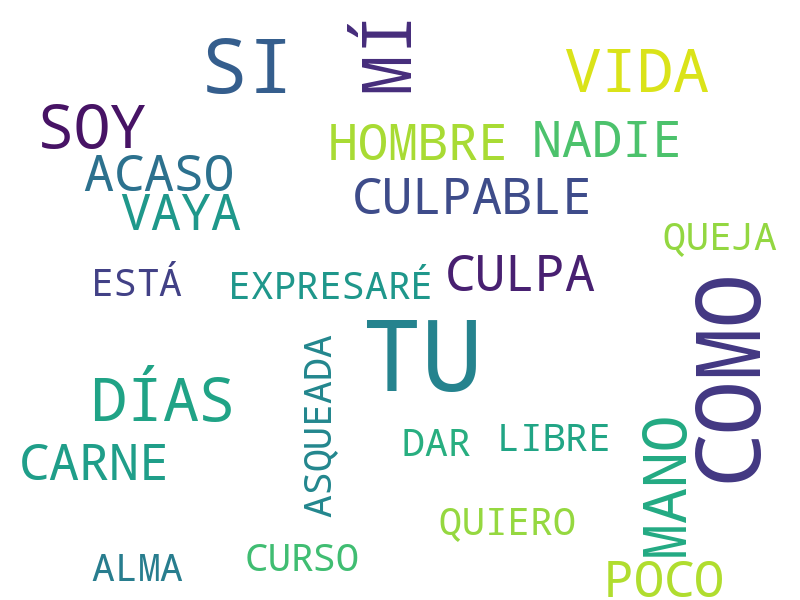 SI
MÍ
VIDA
SOY
HOMBRE
NADIE
ACASO
CULPABLE
VAYA
QUEJA
ESTÁ
EXPRESARÉ
CULPA
COMO
TU
ASQUEADA
DÍAS
MANO
DAR
LIBRE
CARNE
QUIERO
CURSO
ALMA
POCO